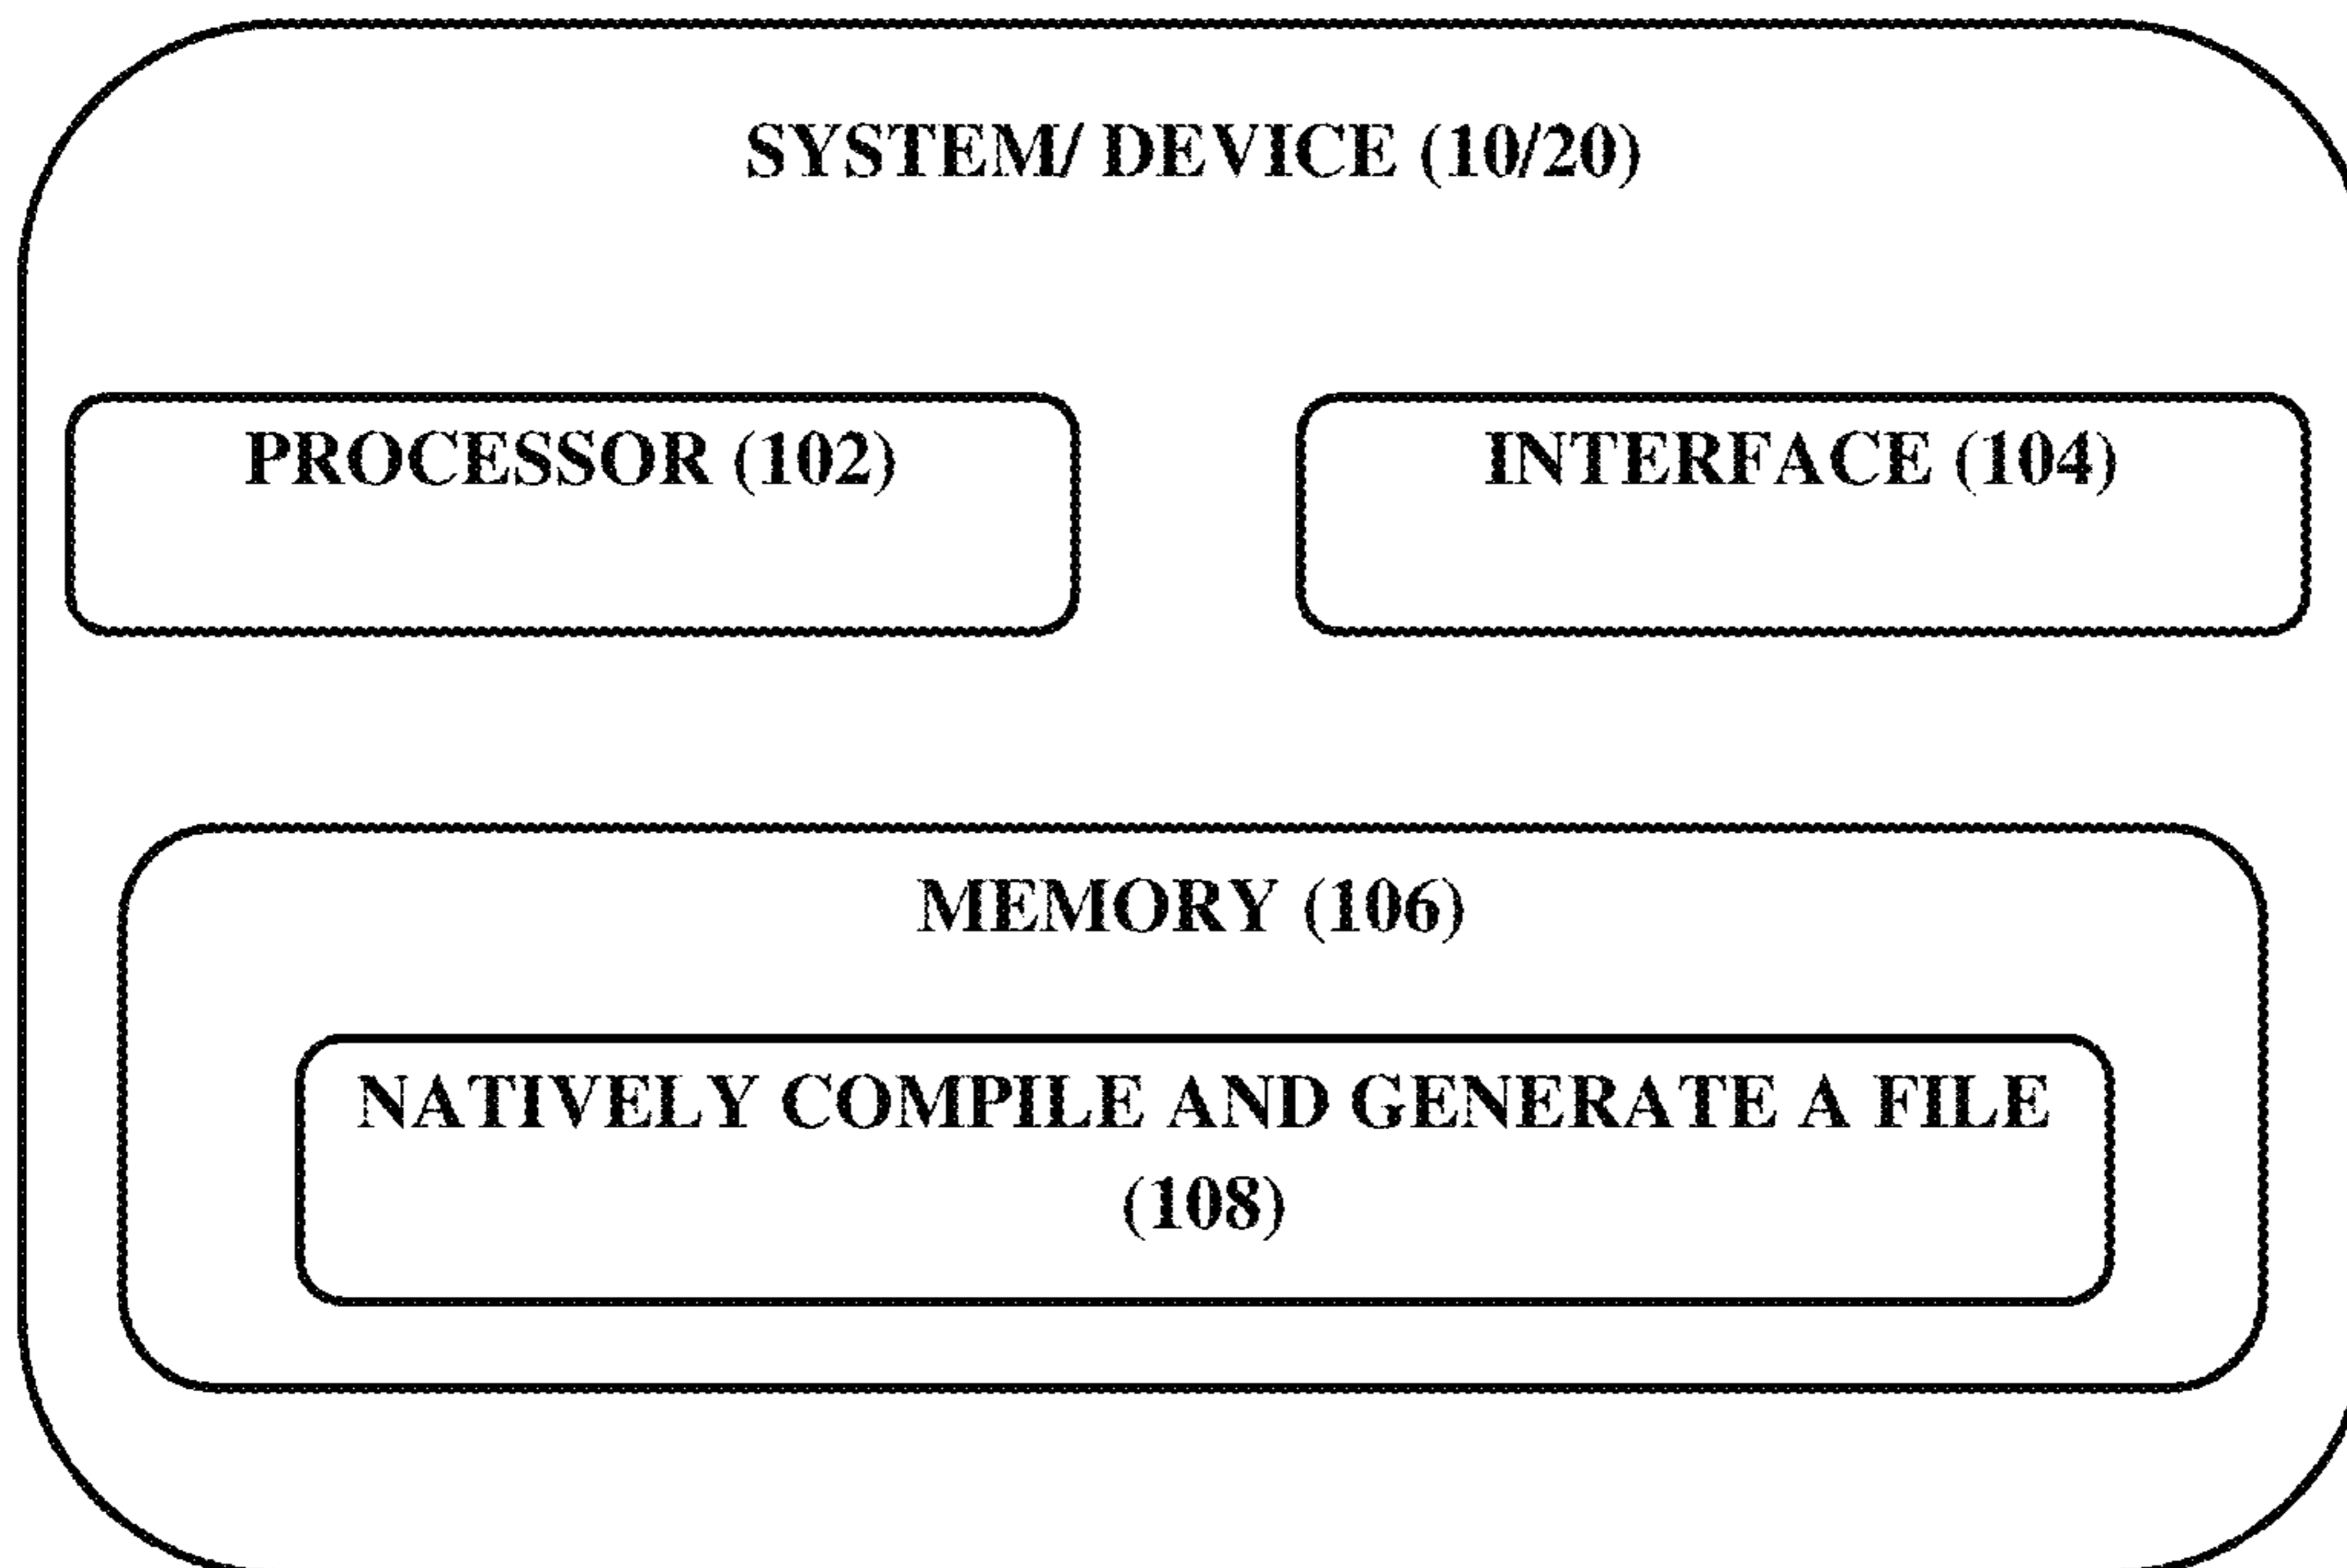 SYSTEM/ DEVICE (10/20)
PROCESSOR (102)
INTERFACE (104)
MEMORY (106)
NATIVELY COMPILE AND GENERATE A FILE
(108)